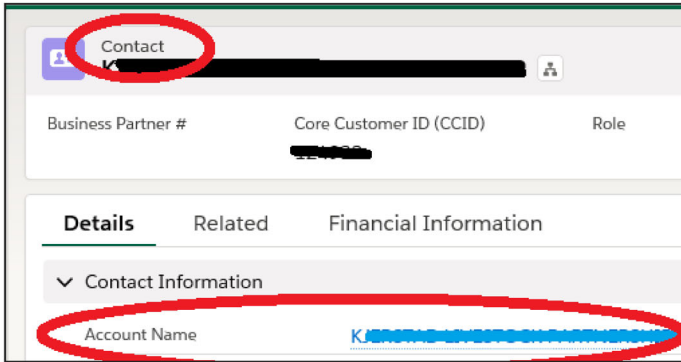 Contact
Business Partner # Core Customer ID (CCID) Role
Details Related Financial Information
Contact Information
Account Name